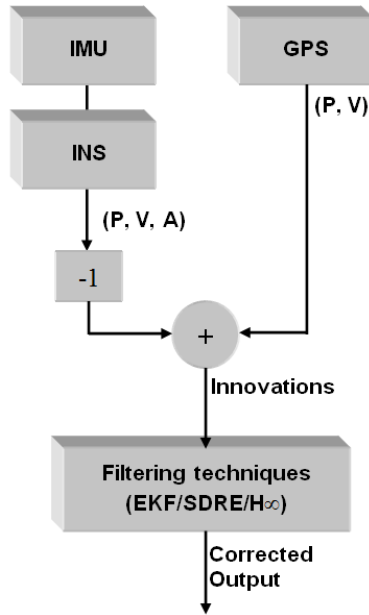 IMU
GPS
(P, V)
INS
(P, V, A)
-1
+
Innovations
Filtering techniques
(EKF/SDRE/H∞)
Corrected
Output